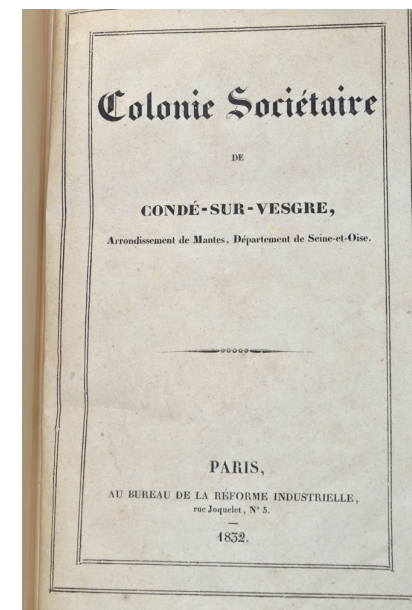 Colonie Sociétaire
DE
CONDÉ-SUR-VESGRE,
Arrondissement de Mantes, Département de Seine-et-Oise.
PARIS,
AU BUREAU DE LA RÉFORME INDUSTRIELLE,
rue Joquelet, N° 5.
1832.